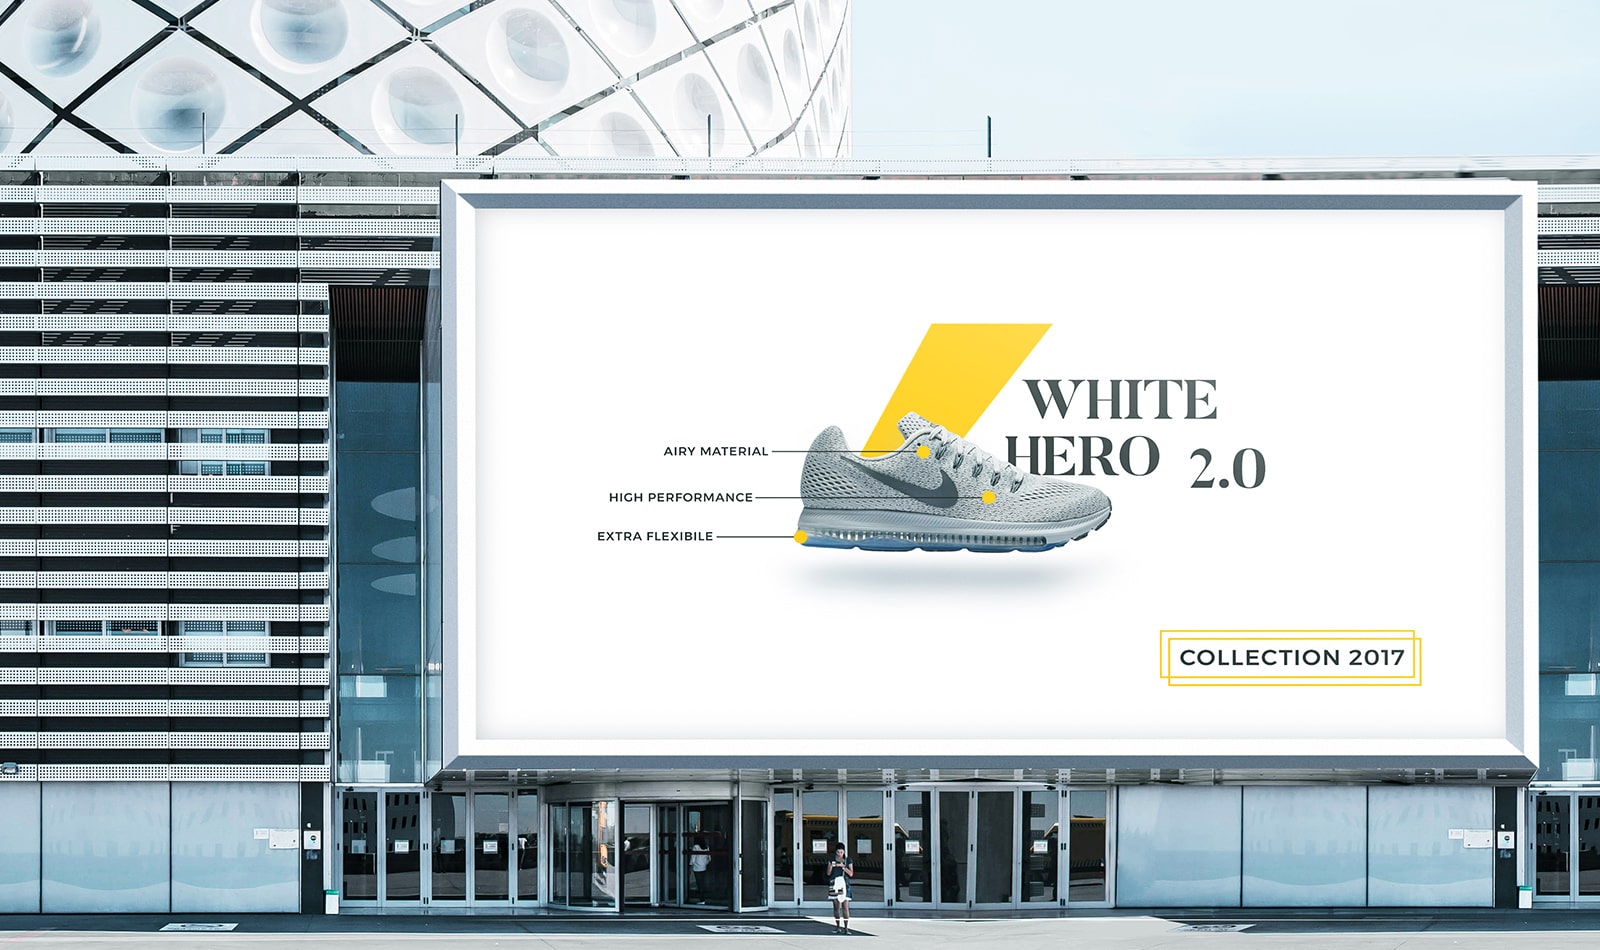 WHITE
HERO 2.0
AIRY MATERIAL
HIGH PERFORMANCE
EXTRA FLEXIBILE
COLLECTION 2017